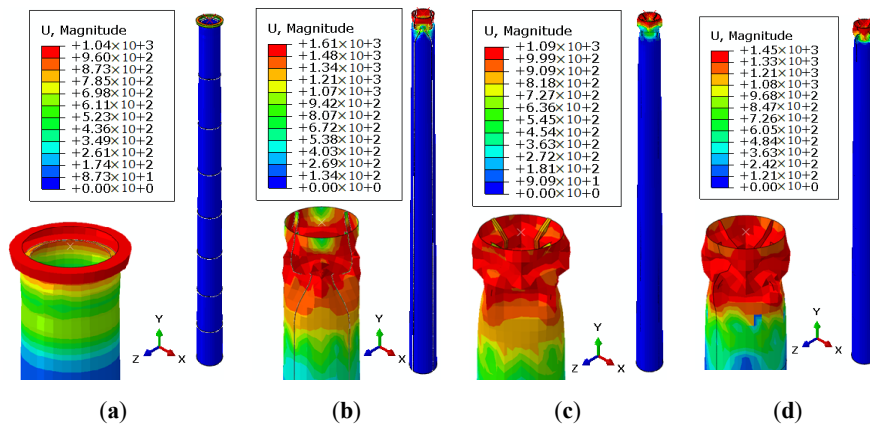 U, Magnitude
+1.04×10+3
+9.60×10+2
+8.73×10+2
+7.85×10+2
+6.98×10+2
+6.11×10+2
+5.23×10+2
+4.36×10+2
+3.49×10+2
+2.61×10+2
+1.74×10+2
+8.73×10+1
+0.00×10+0
Y
Z
X
(a)
U, Magnitude
+1.61×10+3
+1.48×10+3
+1.34×10+3
+1.21×10+3
+1.07×10+3
+9.42×10+2
+8.07×10+2
+6.72×10+2
+5.38×10+2
+4.03×10+2
+2.69×10+2
+1.34×10+2
+0.00×10+0
Y
Z
X
(b)
U, Magnitude
+1.09×10+3
+9.99×10+2
+9.09×10+2
+8.18×10+2
+7.27×10+2
+6.36×10+2
+5.45×10+2
+4.54×10+2
+3.63×10+2
+2.72×10+2
+1.81×10+2
+9.09×10+1
+0.00×10+0
Y
Z
X
(c)
U, Magnitude
+1.45×10+3
+1.33×10+3
+1.21×10+3
+1.08×10+3
+9.68×10+2
+8.47×10+2
+7.26×10+2
+6.05×10+2
+4.84×10+2
+3.63×10+2
+2.42×10+2
+1.21×10+2
+0.00×10+0
Y
Z
X
(d)